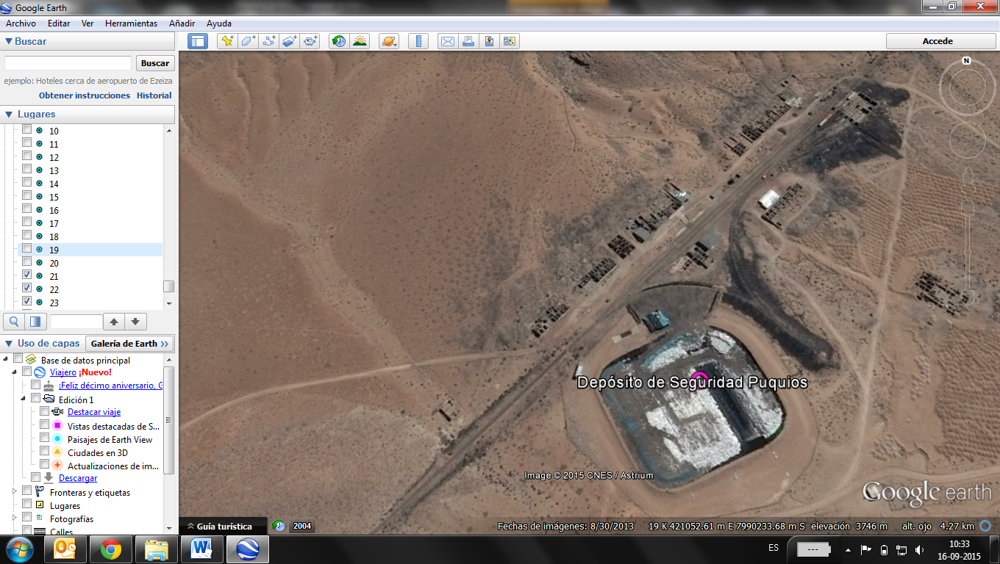 Google Earth
Archivo Editar Ver Herramientas Añadir Ayuda
Buscar
Accede
Buscar
ejemplo: Hoteles cerca de aeropuerto de Ezeiza
Obtener instrucciones Historial
Lugares
10
11
12
13
14
15
16
17
18
19
20
21
22
23
Uso de capas Galería de Earth >>
Base de datos principal
Viajero ¡Nuevo!
¡Feliz décimo aniversario, G
Edición 1
Destacar viaje
Vistas destacadas de S...
Paisajes de Earth View
Ciudades en 3D
Actualizaciones de im...
Descargar
Fronteras y etiquetas
Lugares
Fotografías
Calles
N
Depósito de Seguridad Puquios
Image © 2015 CNES / Astrium
Google earth
Guía turística 2004 Fechas de imágenes: 8/30/2013 19 K 421052.61 m E 7990233.68 m S elevación 3746 m alt. ojo 4.27 km
ES
---
10:33
16-09-2015